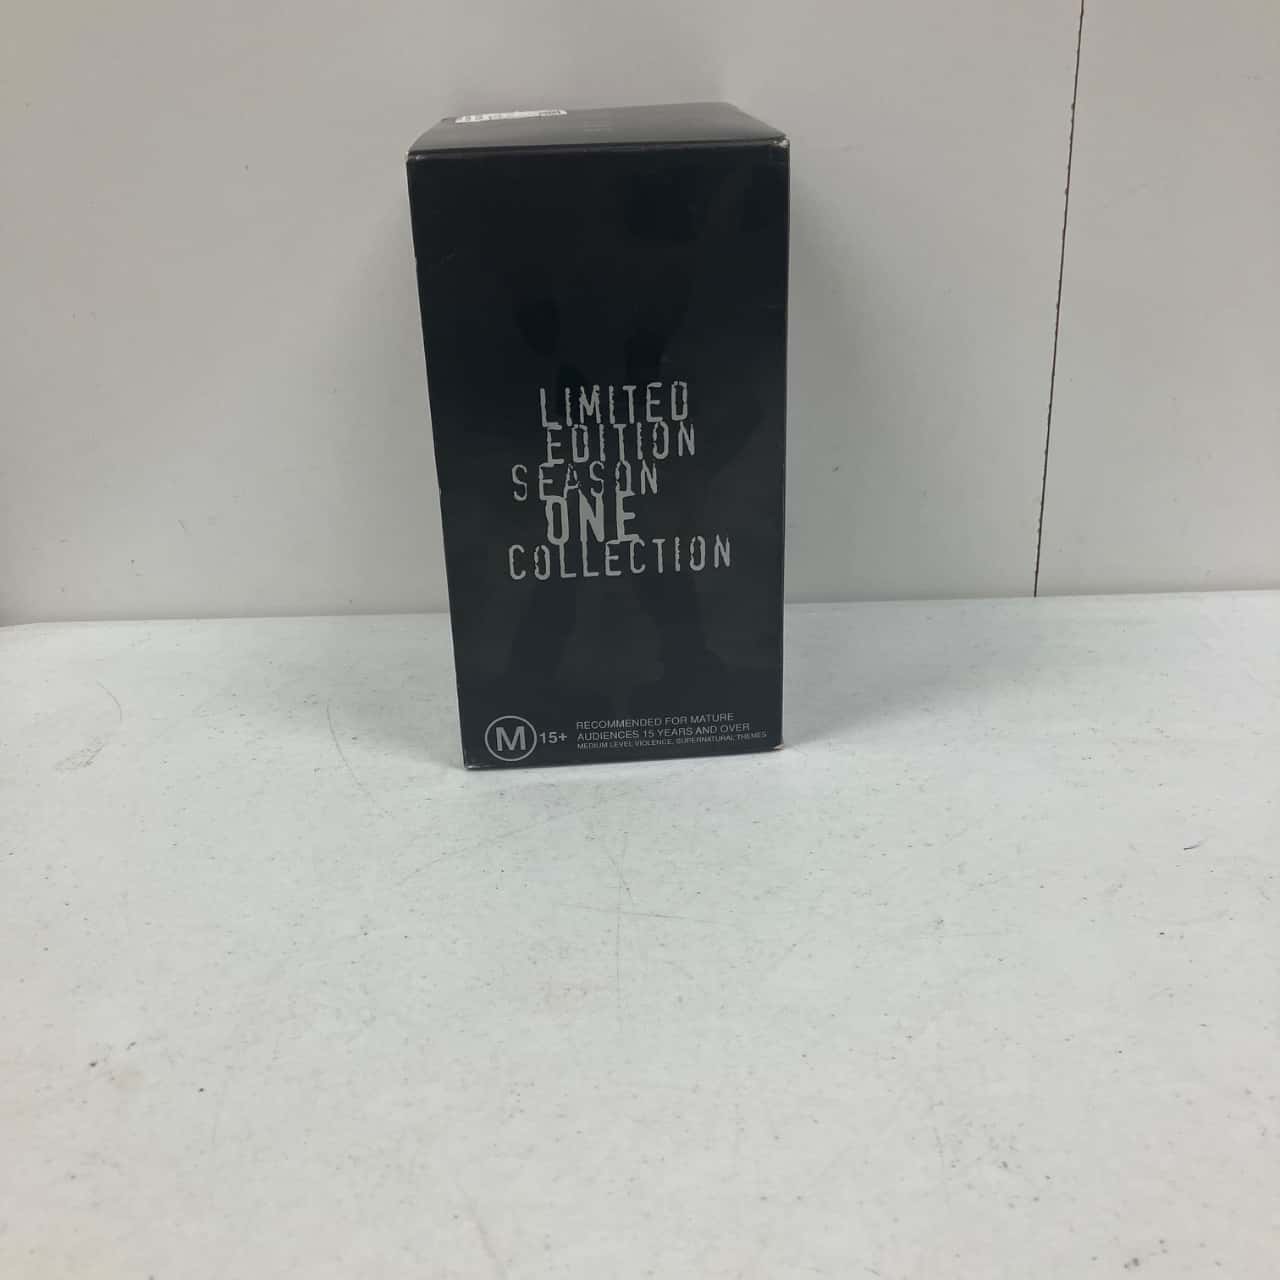 LIMITED
EDITION
SEASON
ONE
COLLECTION
M 15+ RECOMMENDED FOR MATURE
AUDIENCES 15 YEARS AND OVER
MEDIUM LEVEL VIOLENCE, SUPERNATURAL THEMES